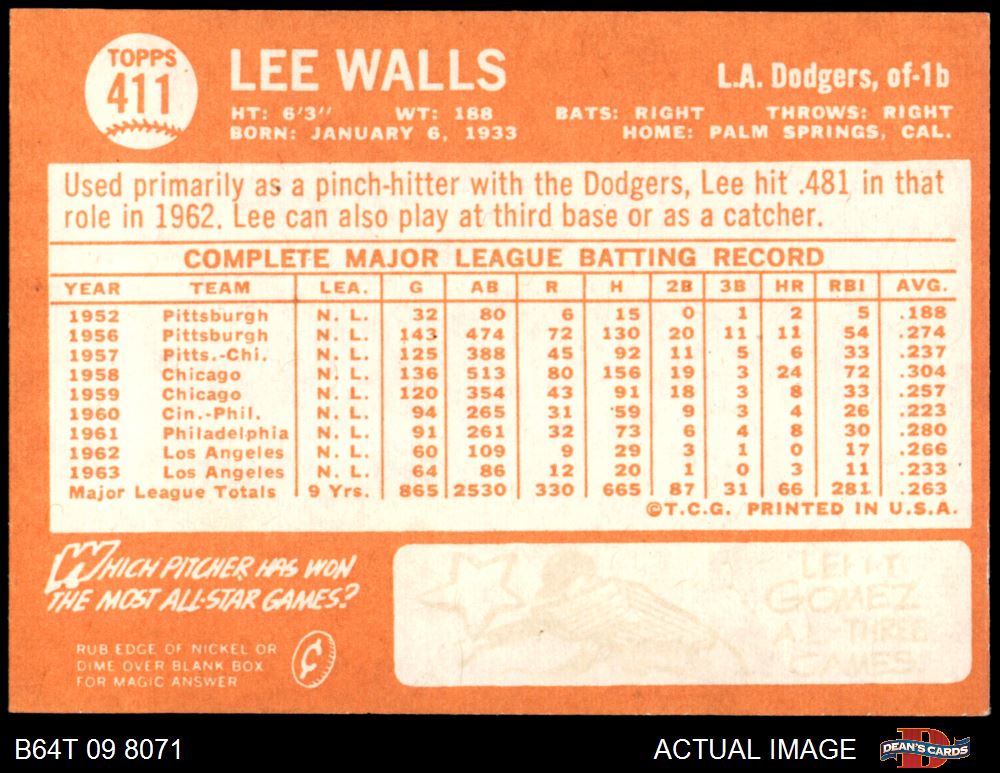 TOPPS
411
LEE WALLS
L.A. Dodgers, of-1b
HT: 6'3" WT: 188 BATS: RIGHT THROWS: RIGHT
BORN: JANUARY 6, 1933 HOME: PALM SPRINGS, CAL.
Used primarily as a pinch-hitter with the Dodgers, Lee hit .481 in that
role in 1962. Lee can also play at third base or as a catcher.
COMPLETE MAJOR LEAGUE BATTING RECORD
YEAR TEAM LEA. G AB R H 2B 3B HR RBI AVG.
1952 Pittsburgh N. L. 32 80 6 15 0 1 2 5 .188
1956 Pittsburgh N. L. 143 474 72 130 20 11 11 54 .274
1957 Pitts.-Chi. N. L. 125 388 45 92 11 5 6 33 .237
1958 Chicago N. L. 136 513 80 156 19 3 24 72 .304
1959 Chicago N. L. 120 354 43 91 18 3 8 33 .257
1960 Cin.-Phil. N. L. 94 265 31 59 9 3 4 26 .223
1961 Philadelphia N. L. 91 261 32 73 6 4 8 30 .280
1962 Los Angeles N. L. 60 109 9 29 3 1 0 17 .266
1963 Los Angeles N. L. 64 86 12 20 1 0 3 11 .233
Major League Totals 9 Yrs. 865 2530 330 665 87 31 66 281 .263
©T.C.G. PRINTED IN U.S.A.
WHICH PITCHER HAS WON
THE MOST ALL-STAR GAMES?
RUB EDGE OF NICKEL OR
DIME OVER BLANK BOX
FOR MAGIC ANSWER
¢
LEFTY
GOMEZ
AL-THREE
GAMES
B64T 09 8071
ACTUAL IMAGE
DEAN'S CARDS